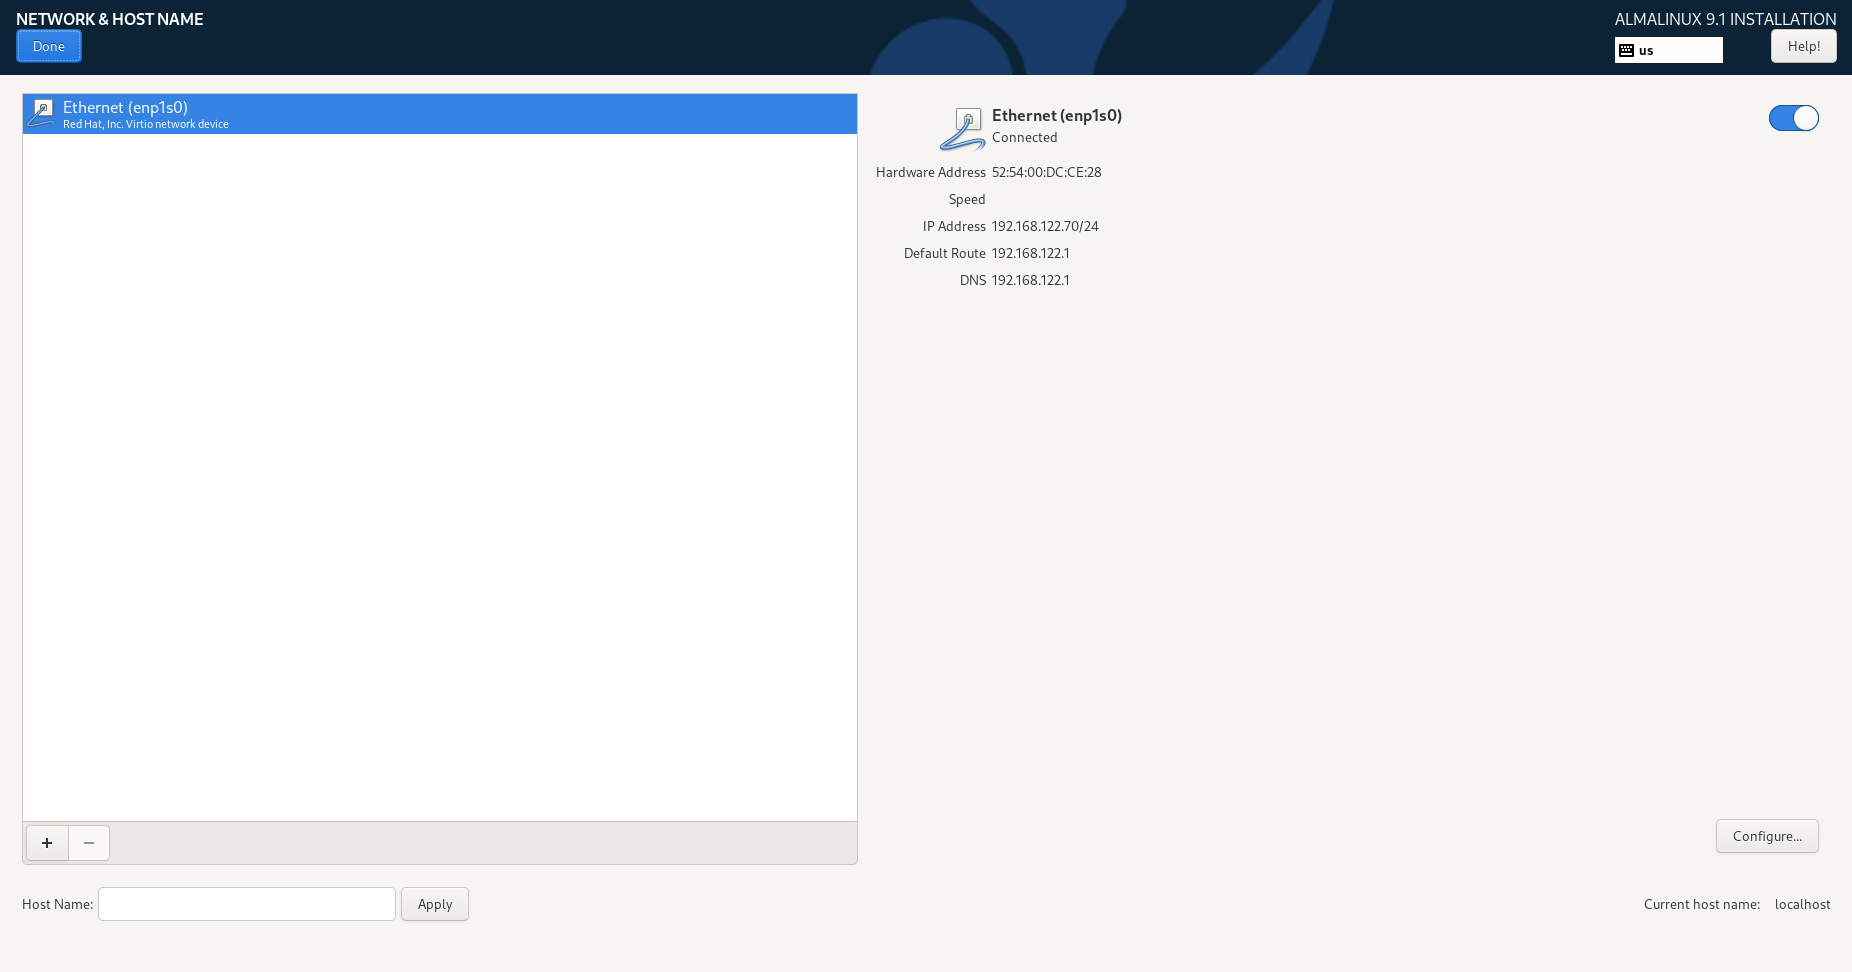 NETWORK & HOST NAME
ALMALINUX 9.1 INSTALLATION
Done
us
Help!
Ethernet (enp1s0)
Red Hat, Inc. Virtio network device
Ethernet (enp1s0)
Connected
Hardware Address 52:54:00:DC:CE:28
Speed
IP Address 192.168.122.70/24
Default Route 192.168.122.1
DNS 192.168.122.1
+ −
Configure...
Host Name:
Apply
Current host name: localhost